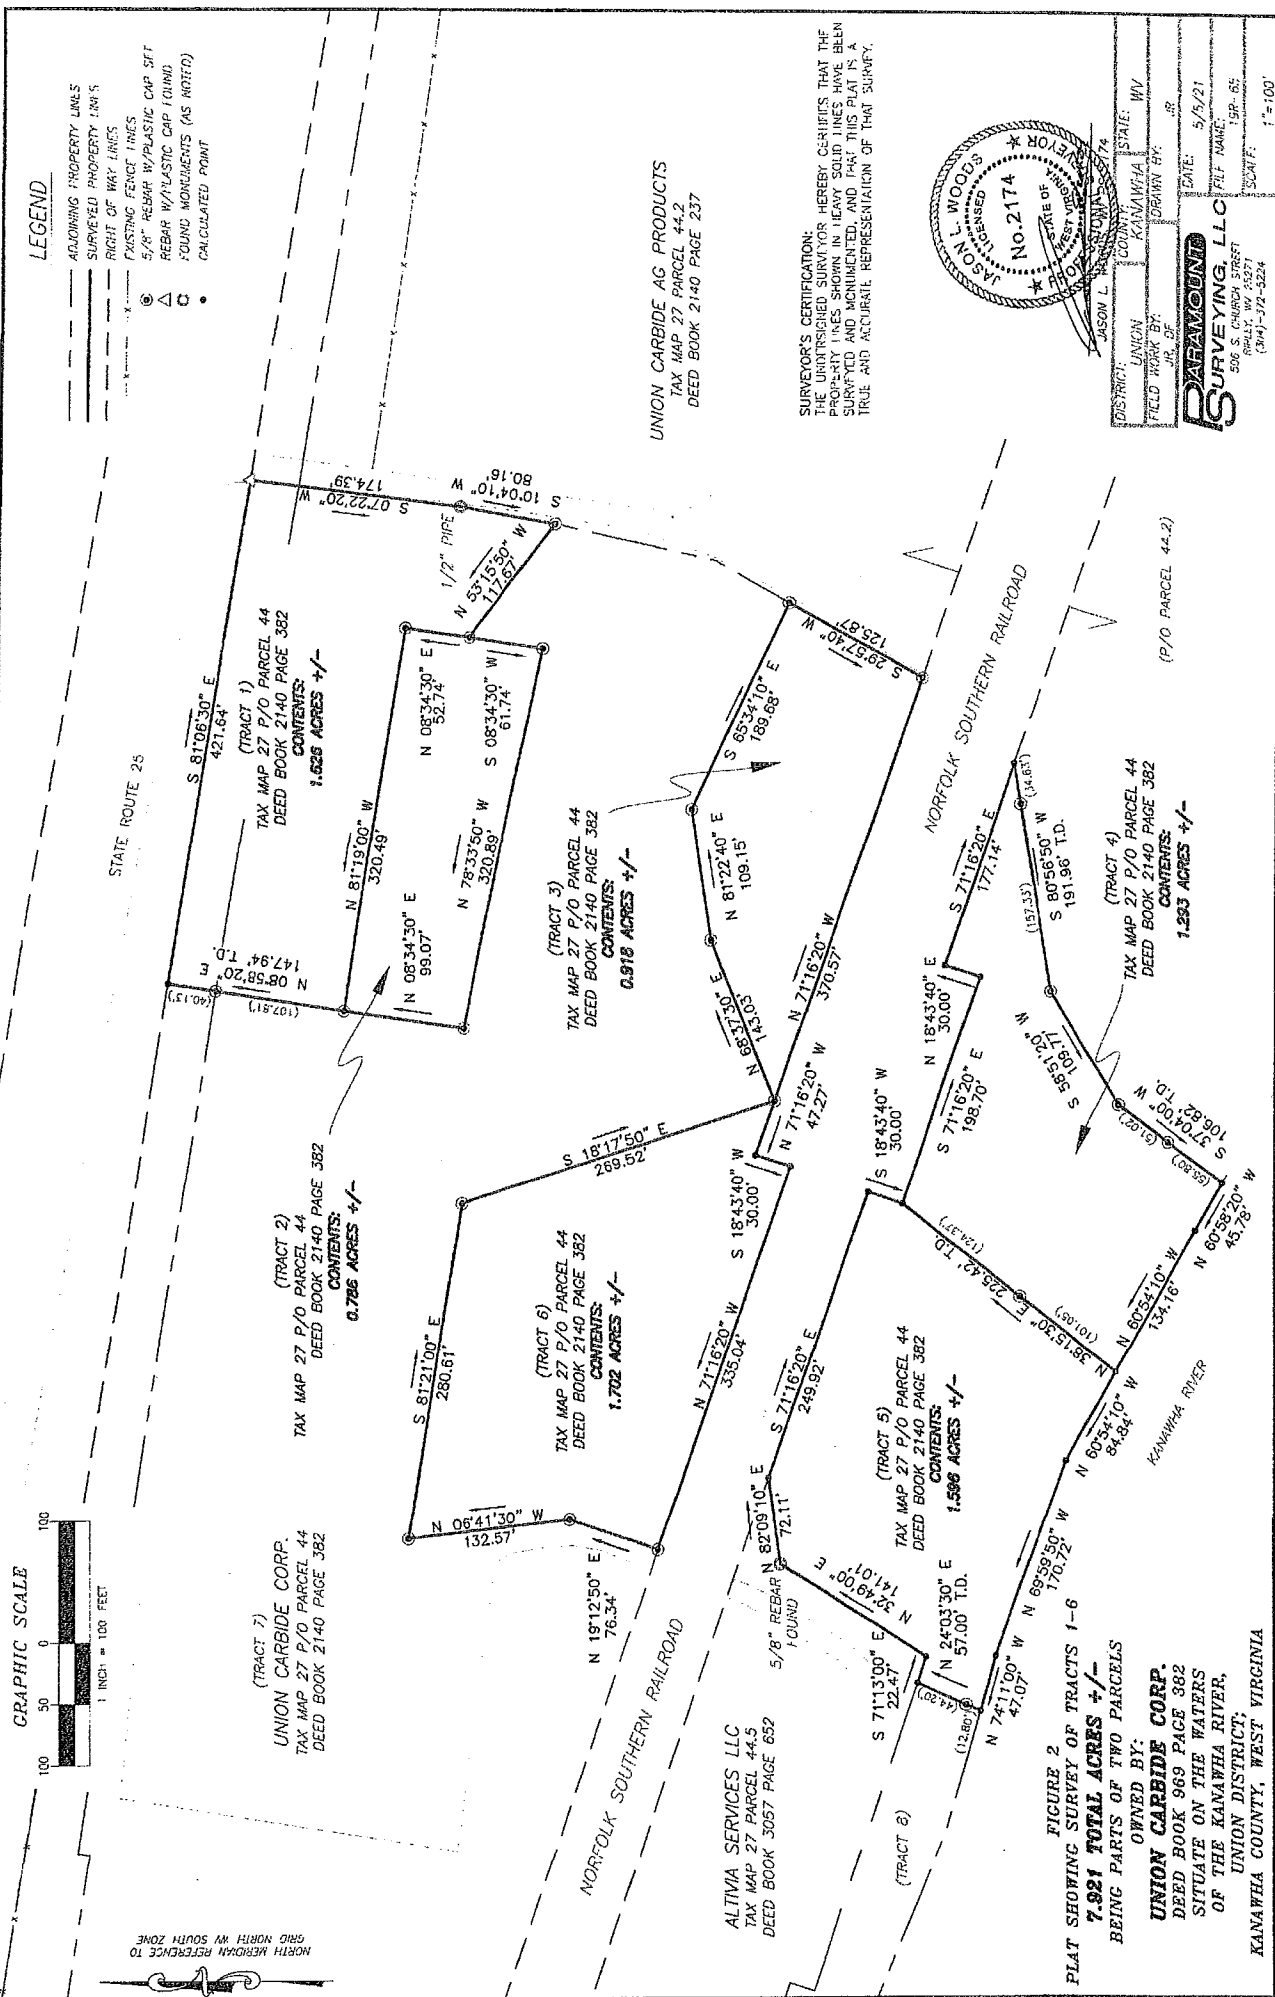 GRAPHIC SCALE
100 50 0 100
1 INCH = 100 FEET
NORTH MERIDIAN REFERENCE TO
GRID NORTH WV SOUTH ZONE
LEGEND
ADJOINING PROPERTY LINES
SURVEYED PROPERTY LINES
RIGHT OF WAY LINES
EXISTING FENCE LINES
5/8" REBAR W/PLASTIC CAP SET
REBAR W/PLASTIC CAP FOUND
FOUND MONUMENTS (AS NOTED)
CALCULATED POINT
STATE ROUTE 25
(TRACT 7)
UNION CARBIDE CORP.
TAX MAP 27 P/O PARCEL 44
DEED BOOK 2140 PAGE 382
(TRACT 2)
TAX MAP 27 P/O PARCEL 44
DEED BOOK 2140 PAGE 382
CONTENTS:
0.786 ACRES +/-
(TRACT 1)
TAX MAP 27 P/O PARCEL 44
DEED BOOK 2140 PAGE 382
CONTENTS:
1.626 ACRES +/-
S 81°06'30" E
421.64'
S 07°22'20" W
174.39'
S 10°04'10" W
80.16'
1/2" PIPE
N 53°15'50" W
117.67'
N 08°34'30" E
52.74'
S 08°34'30" W
61.74'
N 81°19'00" W
320.49'
N 78°33'50" W
320.89'
N 08°34'30" E
99.07'
N 08°58'20" E
147.94' T.D.
(40.13')
(107.81')
UNION CARBIDE AG PRODUCTS
TAX MAP 27 PARCEL 44.2
DEED BOOK 2140 PAGE 237
(TRACT 3)
TAX MAP 27 P/O PARCEL 44
DEED BOOK 2140 PAGE 382
CONTENTS:
0.918 ACRES +/-
S 65°34'10" E
189.68'
S 29°57'40" W
125.87'
N 81°22'40" E
109.15'
N 68°37'30" E
143.03'
N 71°16'20" W
370.57'
N 71°16'20" W
47.27'
S 18°17'50" E
269.52'
S 18°43'40" W
30.00'
S 81°21'00" E
280.61'
(TRACT 6)
TAX MAP 27 P/O PARCEL 44
DEED BOOK 2140 PAGE 382
CONTENTS:
1.702 ACRES +/-
N 06°41'30" W
132.57'
N 19°12'50" E
76.34'
N 71°16'20" W
335.04'
NORFOLK SOUTHERN RAILROAD
NORFOLK SOUTHERN RAILROAD
(P/O PARCEL 44.2)
S 71°16'20" E
177.14'
N 18°43'40" E
30.00'
S 71°16'20" E
198.70'
S 18°43'40" W
30.00'
(34.63')
S 80°56'50" W
191.96' T.D.
(157.33')
S 58°51'20" W
109.77'
(51.02')
S 37°04'00" W
106.82' T.D.
(55.80')
N 60°58'20" W
45.78'
N 60°54'10" W
134.16'
(TRACT 4)
TAX MAP 27 P/O PARCEL 44
DEED BOOK 2140 PAGE 382
CONTENTS:
1.293 ACRES +/-
N 38°15'30" E
225.42' T.D.
(124.37')
(101.05')
S 71°16'20" E
249.92'
N 82°09'10" E
72.11'
5/8" REBAR
FOUND
N 32°49'00" E
141.01'
S 71°13'00" E
22.47'
N 24°03'30" E
57.00' T.D.
(44.20')
(12.80')
N 74°11'00" W
47.07'
N 69°59'50" W
170.72'
N 60°54'10" W
84.84'
KANAWHA RIVER
(TRACT 5)
TAX MAP 27 P/O PARCEL 44
DEED BOOK 2140 PAGE 382
CONTENTS:
1.596 ACRES +/-
ALTIVIA SERVICES LLC
TAX MAP 27 PARCEL 44.5
DEED BOOK 3057 PAGE 652
(TRACT 8)
SURVEYOR'S CERTIFICATION:
THE UNDERSIGNED SURVEYOR HEREBY CERTIFIES THAT THE
PROPERTY LINES SHOWN IN HEAVY SOLID LINES HAVE BEEN
SURVEYED AND MONUMENTED, AND THAT THIS PLAT IS A
TRUE AND ACCURATE REPRESENTATION OF THAT SURVEY.
JASON L. WOODS
LICENSED
No.2174
STATE OF
WEST VIRGINIA
PROFESSIONAL SURVEYOR
JASON L.
DISTRICT: UNION
COUNTY: KANAWHA
STATE: WV
FIELD WORK BY: JR, DF
DRAWN BY: JR
PARAMOUNT
SURVEYING, LLC
506 S. CHURCH STREET
RIPLEY, WV 25271
(304)-372-5224
DATE: 5/5/21
FILE NAME:
SCALE: 1"=100'
FIGURE 2
PLAT SHOWING SURVEY OF TRACTS 1-6
7.921 TOTAL ACRES +/-
BEING PARTS OF TWO PARCELS
OWNED BY:
UNION CARBIDE CORP.
DEED BOOK 969 PAGE 382
SITUATE ON THE WATERS
OF THE KANAWHA RIVER,
UNION DISTRICT;
KANAWHA COUNTY, WEST VIRGINIA